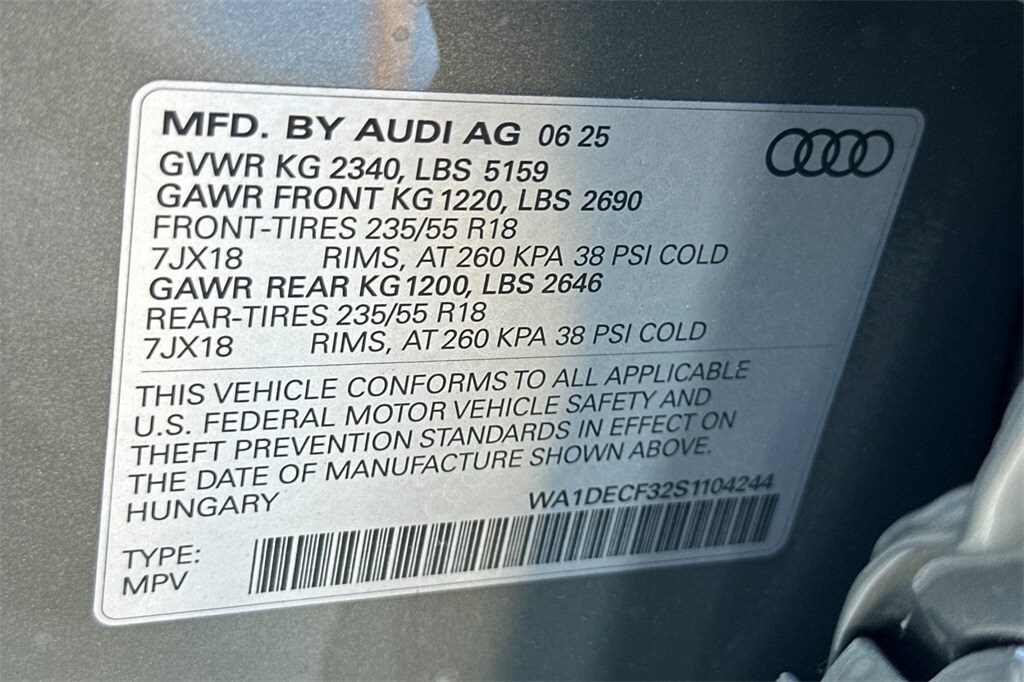 MFD. BY AUDI AG 06 25
GVWR KG 2340, LBS 5159
GAWR FRONT KG 1220, LBS 2690
FRONT-TIRES 235/55 R18
7JX18 RIMS, AT 260 KPA 38 PSI COLD
GAWR REAR KG 1200, LBS 2646
REAR-TIRES 235/55 R18
7JX18 RIMS, AT 260 KPA 38 PSI COLD
THIS VEHICLE CONFORMS TO ALL APPLICABLE
U.S. FEDERAL MOTOR VEHICLE SAFETY AND
THEFT PREVENTION STANDARDS IN EFFECT ON
THE DATE OF MANUFACTURE SHOWN ABOVE.
HUNGARY WA1DECF32S1104244
TYPE:
MPV